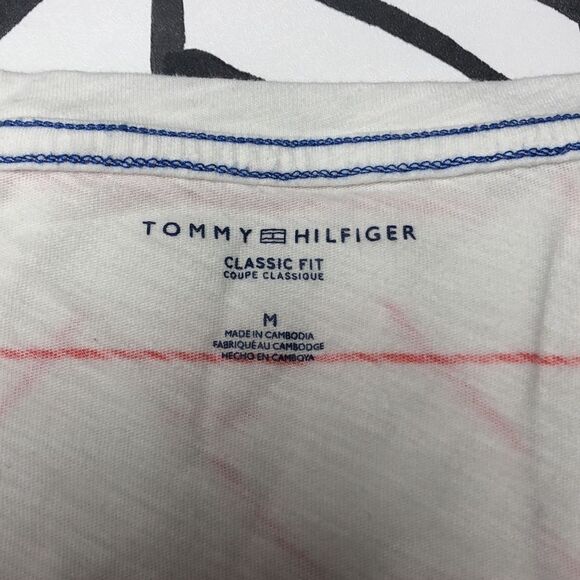 TOMMY HILFIGER
CLASSIC FIT
COUPE CLASSIQUE
M
MADE IN CAMBODIA
FABRIQUÉ AU CAMBODGE
HECHO EN CAMBOYA